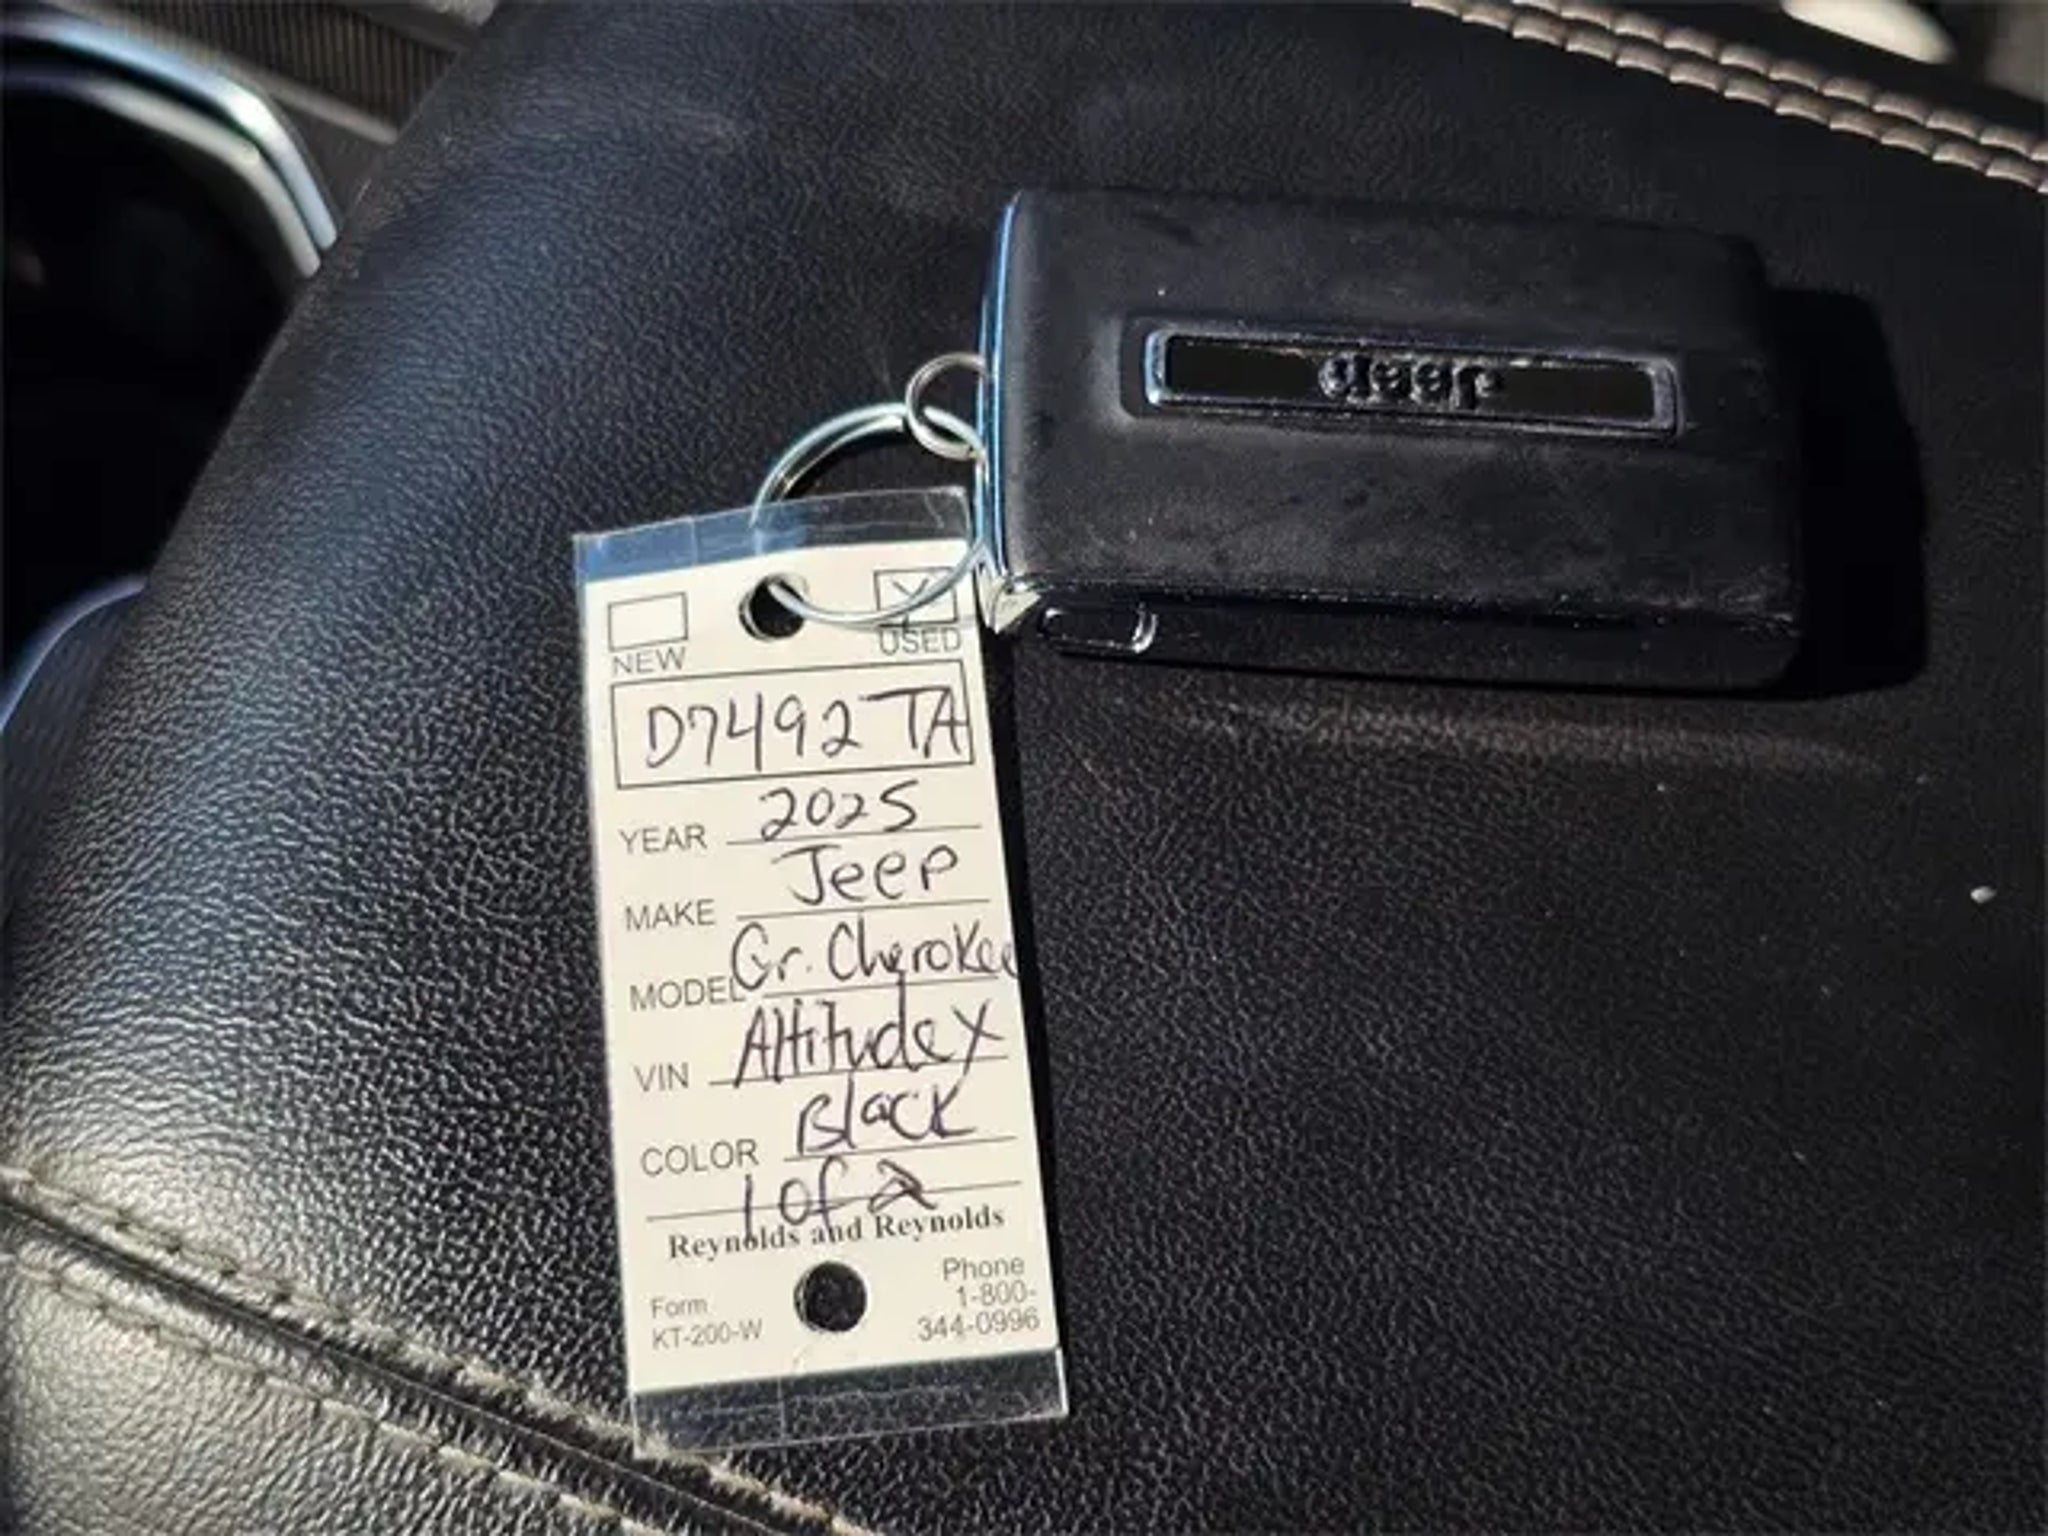 Jeep
NEW USED
D7492TA
YEAR 2025
MAKE Jeep
MODEL Gr. Cherokee
VIN Altitude X
COLOR Black
1 of 2
Reynolds and Reynolds
Form
KT-200-W
Phone
1-800-
344-0996